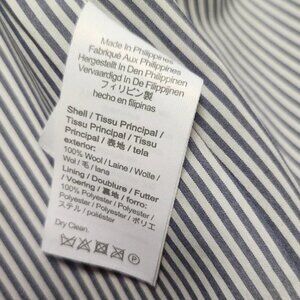 Made In Philippines
Fabriqué Aux Philippines
Hergestellt In Den Philippinen
Vervaardigd In De Filippijnen
フィリピン製
hecho en filipinas
Shell / Tissu Principal /
Tissu Principal / Tissu
Principal / 表地 / tela
exterior:
100% Wool / Laine / Wolle /
Wol / 毛 / lana
Lining / Doublure / Futter
/ Voering / 裏地 / forro:
100% Polyester / Polyester /
Polyester / Polyester / ポリエ
ステル / poliéster
Dry Clean.
P